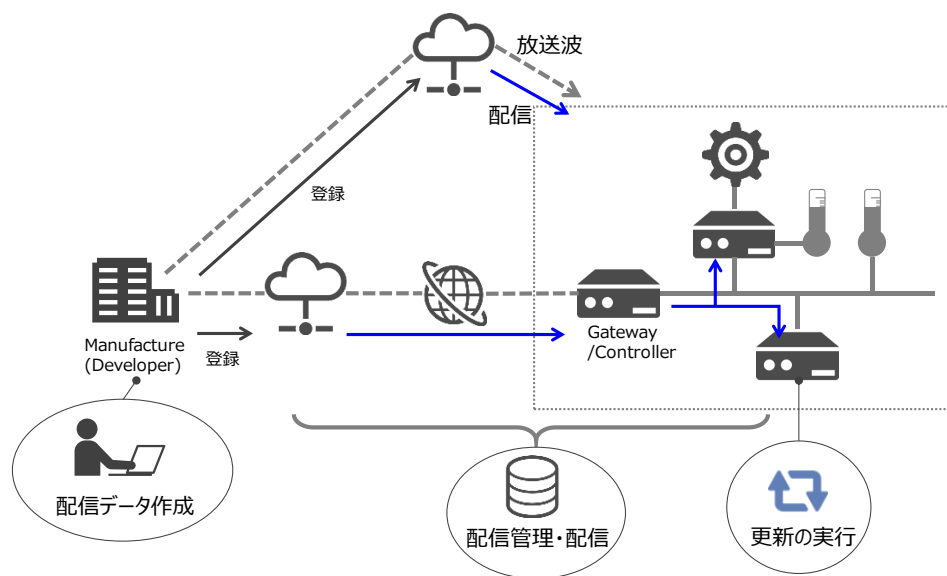 放送波
配信
登録
Manufacture
(Developer)
登録
Gateway
/Controller
配信データ作成
配信管理・配信
更新の実行